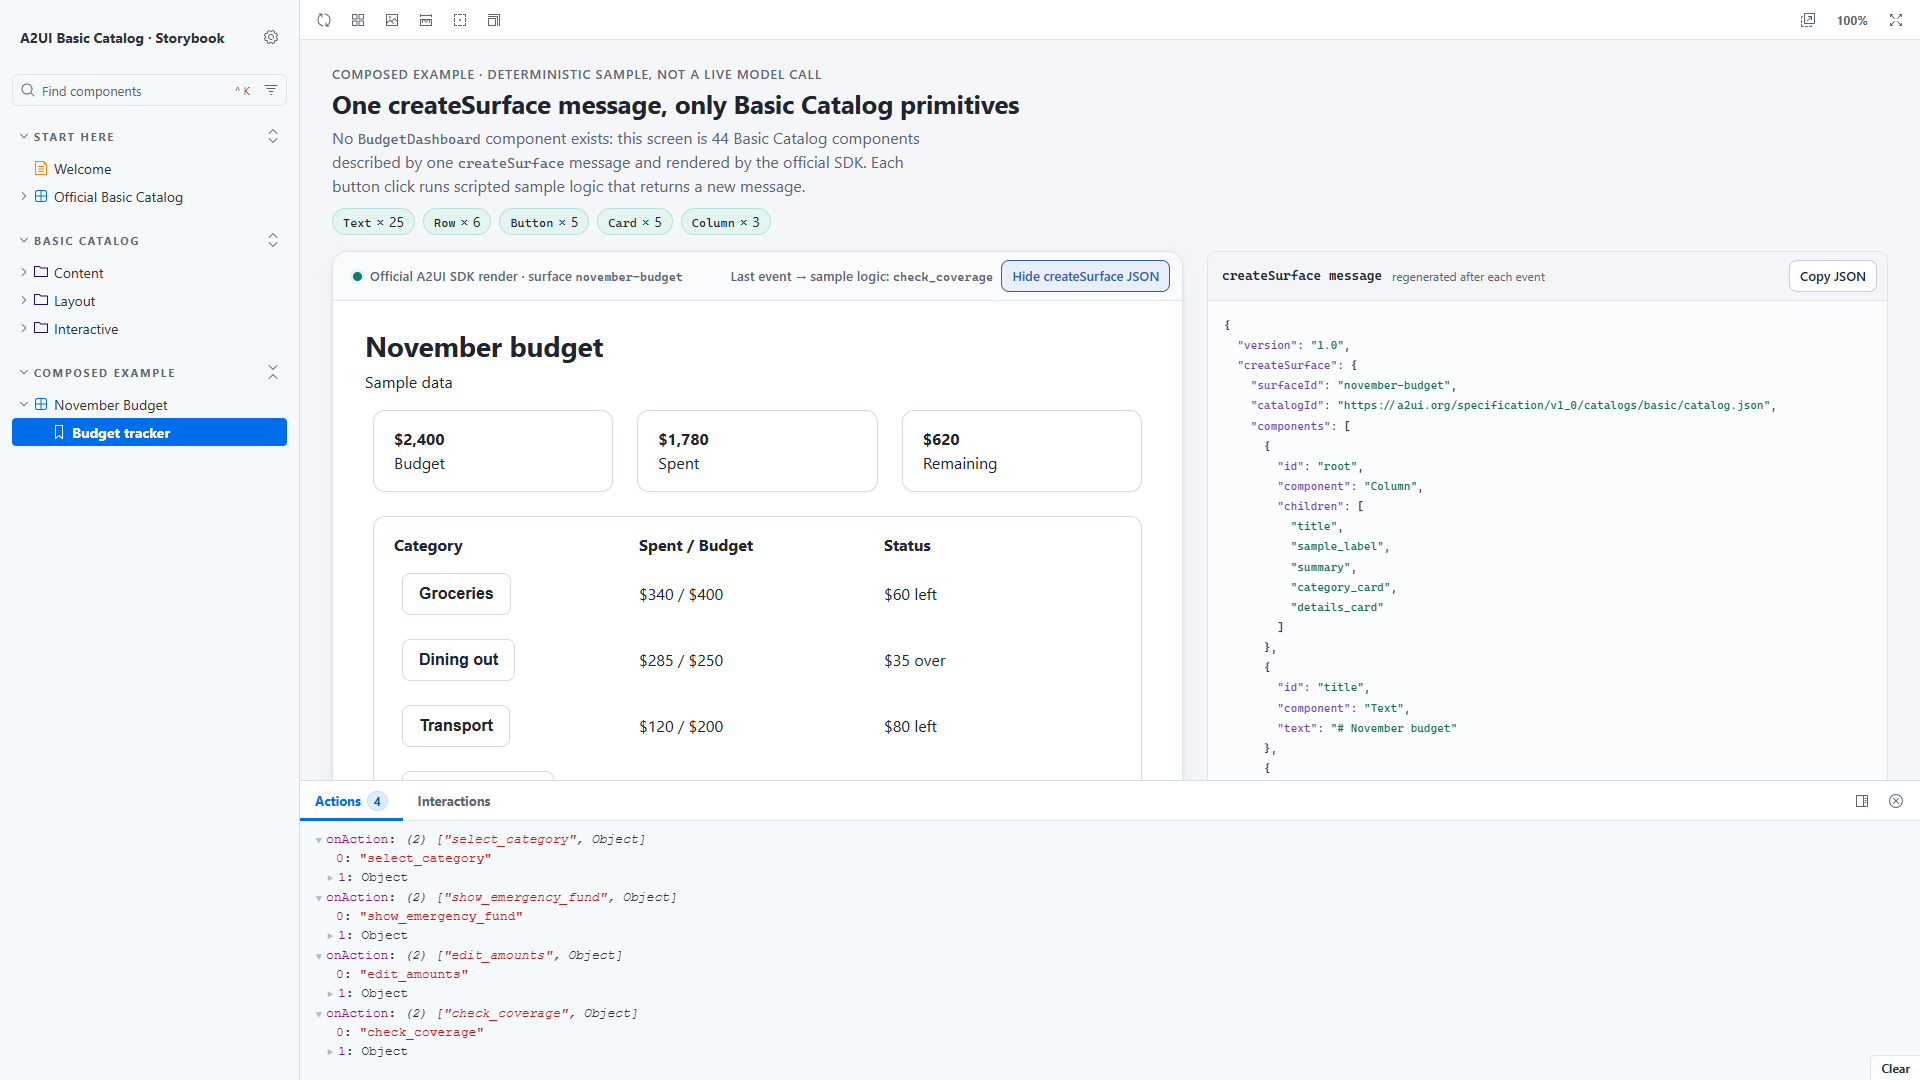 A2UI Basic Catalog · Storybook
Find components
^ K
START HERE
Welcome
Official Basic Catalog
BASIC CATALOG
Content
Layout
Interactive
COMPOSED EXAMPLE
November Budget
Budget tracker
100%
COMPOSED EXAMPLE · DETERMINISTIC SAMPLE, NOT A LIVE MODEL CALL
One createSurface message, only Basic Catalog primitives
No BudgetDashboard component exists: this screen is 44 Basic Catalog components
described by one createSurface message and rendered by the official SDK. Each
button click runs scripted sample logic that returns a new message.
Text × 25
Row × 6
Button × 5
Card × 5
Column × 3
Official A2UI SDK render · surface november-budget
Last event → sample logic: check_coverage
Hide createSurface JSON
November budget
Sample data
$2,400
Budget
$1,780
Spent
$620
Remaining
Category
Spent / Budget
Status
Groceries
$340 / $400
$60 left
Dining out
$285 / $250
$35 over
Transport
$120 / $200
$80 left
createSurface message
regenerated after each event
Copy JSON
{
"version": "1.0",
"createSurface": {
"surfaceId": "november-budget",
"catalogId": "https://a2ui.org/specification/v1_0/catalogs/basic/catalog.json",
"components": [
{
"id": "root",
"component": "Column",
"children": [
"title",
"sample_label",
"summary",
"category_card",
"details_card"
]
},
{
"id": "title",
"component": "Text",
"text": "# November budget"
},
{
Actions 4
Interactions
onAction: (2) ["select_category", Object]
0: "select_category"
1: Object
onAction: (2) ["show_emergency_fund", Object]
0: "show_emergency_fund"
1: Object
onAction: (2) ["edit_amounts", Object]
0: "edit_amounts"
1: Object
onAction: (2) ["check_coverage", Object]
0: "check_coverage"
1: Object
Clear